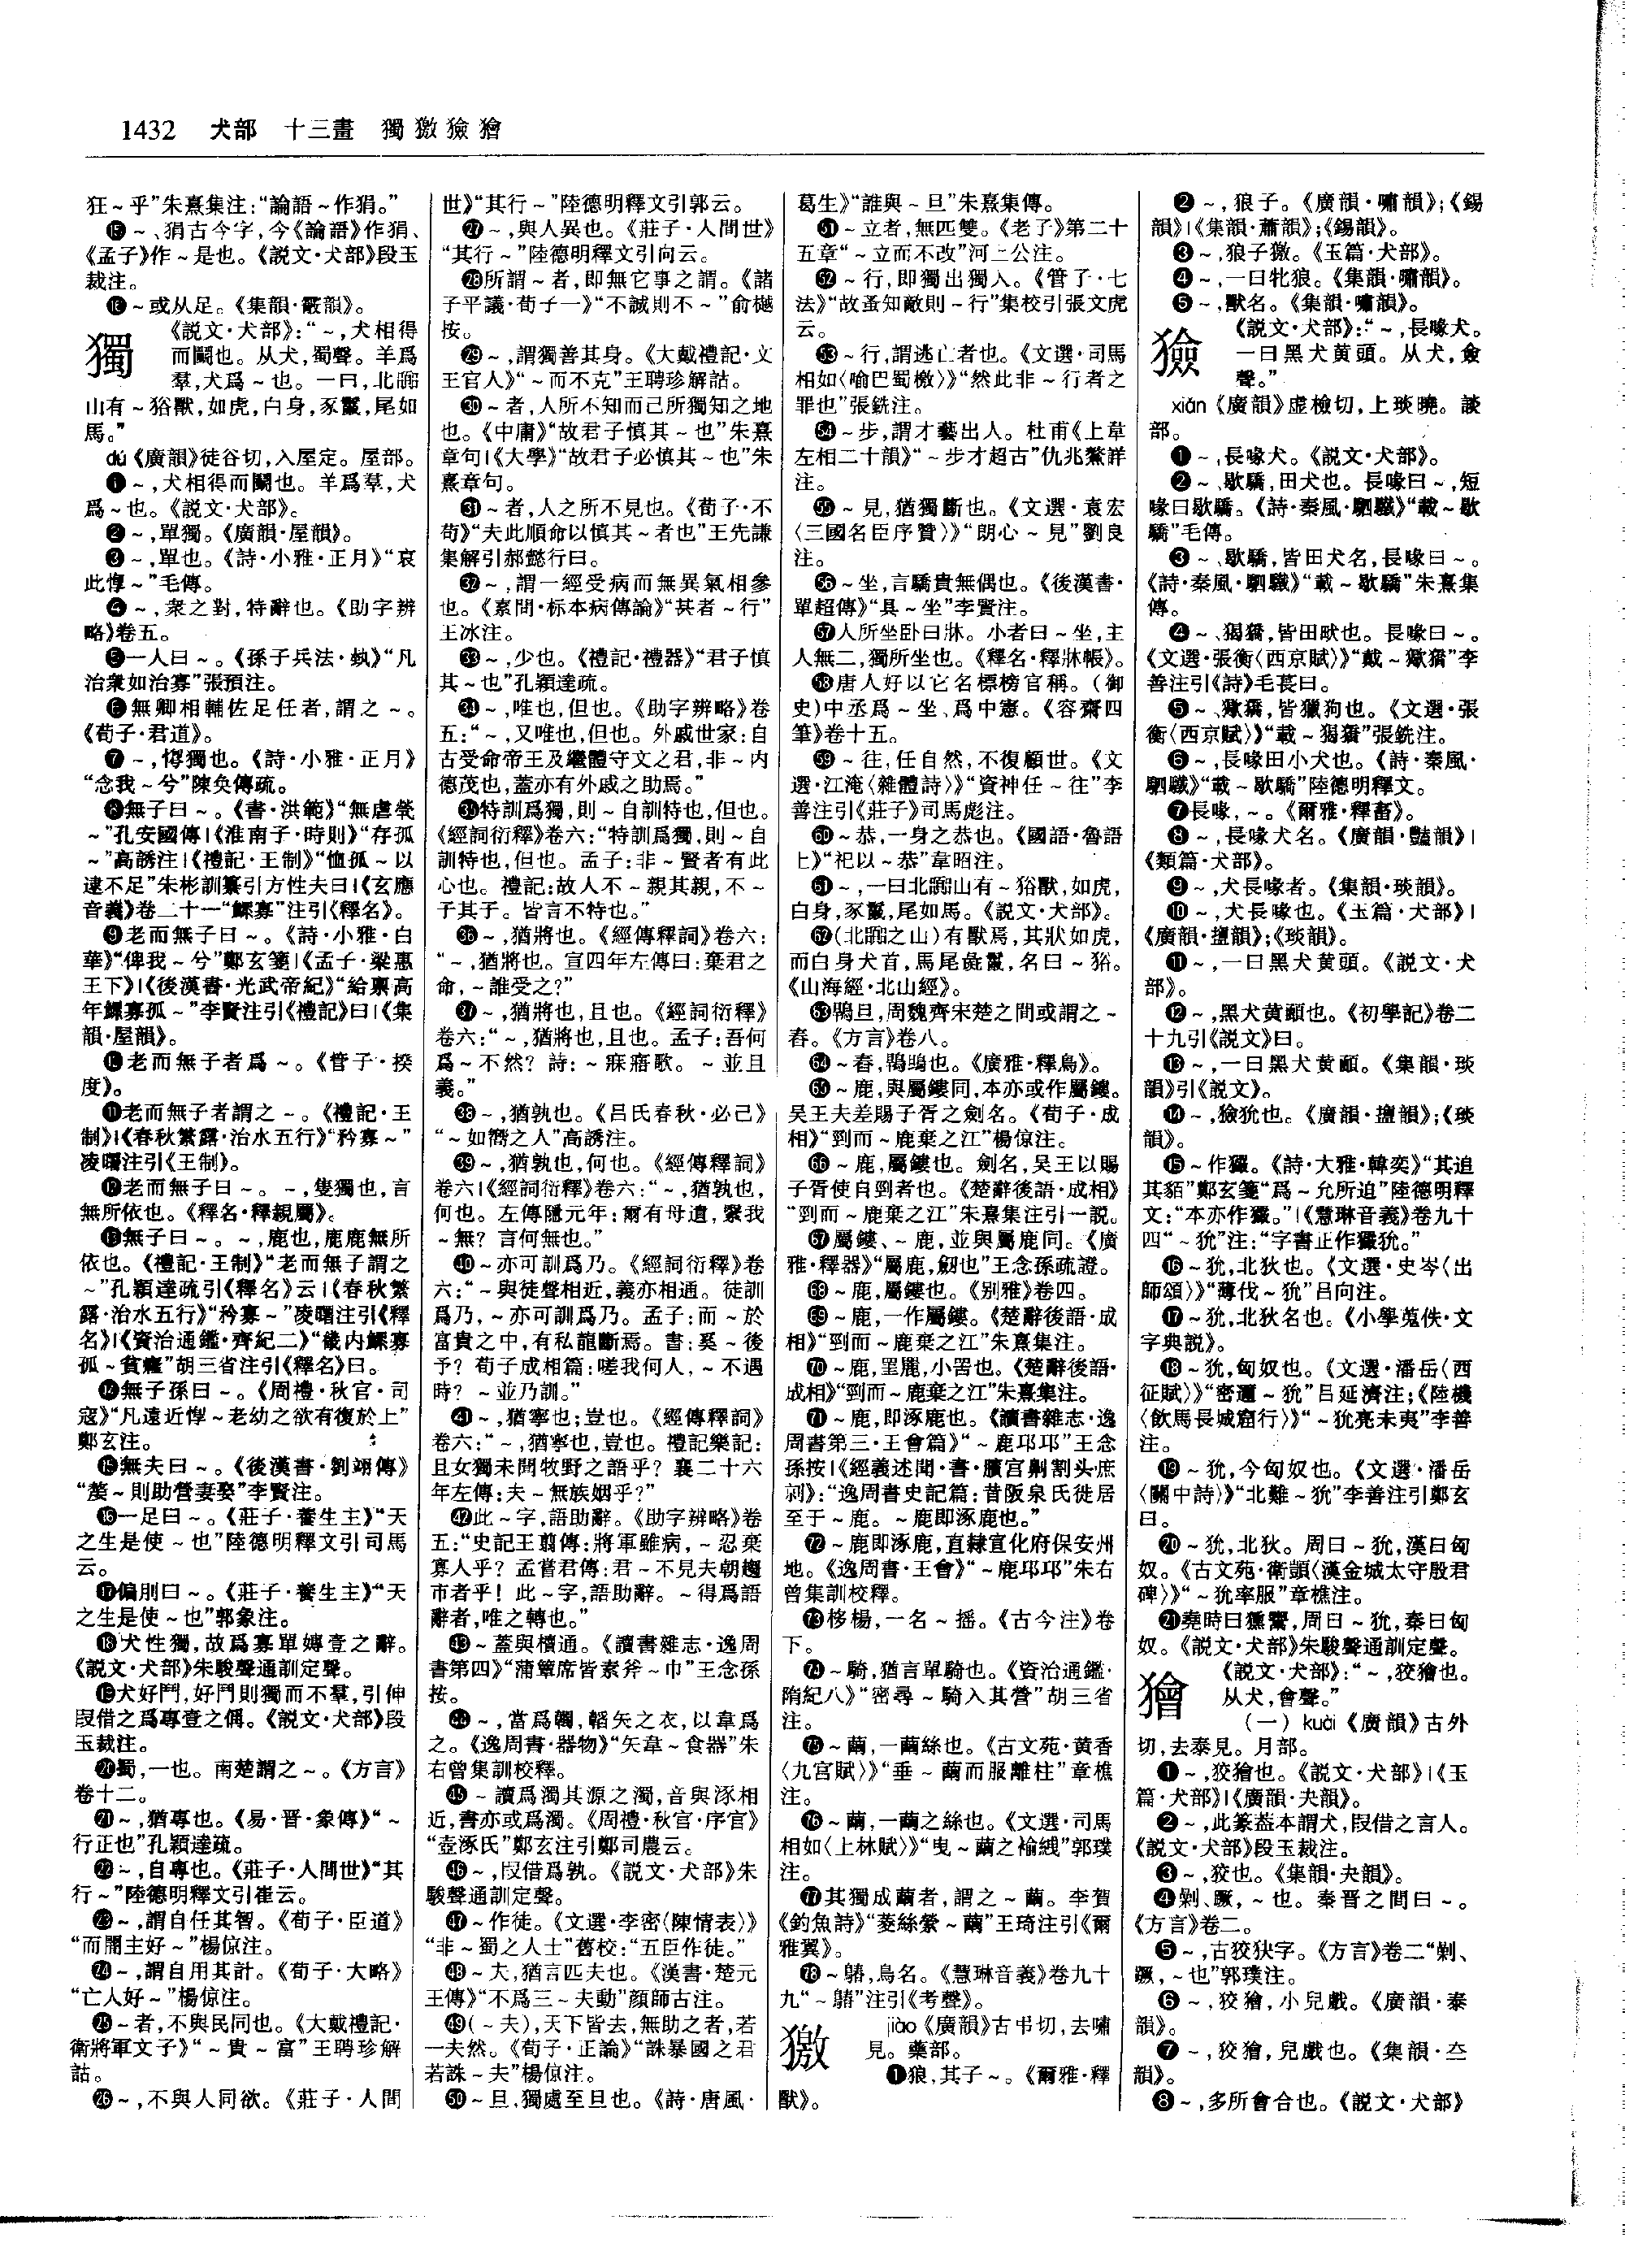 1432 犬部 十三畫 獨獥獫獪
狂～乎”朱熹集注:“論語～作狷。”
⓯～、狷古今字,今《論語》作狷、
《孟子》作～是也。《説文·犬部》段玉
裁注。
⓰～或从足。《集韻·霰韻》。
獨
《説文·犬部》:“～,犬相得
而鬭也。从犬,蜀聲。羊爲
羣,犬爲～也。一曰,北嚻
山有～𤞞獸,如虎,白身,豕鬣,尾如
馬。”
dú《廣韻》徒谷切,入屋定。屋部。
❶～,犬相得而鬭也。羊爲羣,犬
爲～也。《説文·犬部》。
❷～,單獨。《廣韻·屋韻》。
❸～,單也。《詩·小雅·正月》“哀
此惸～”毛傳。
❹～,衆之對,特辭也。《助字辨
略》卷五。
❺一人曰～。《孫子兵法·埶》“凡
治衆如治寡”張預注。
❻無卿相輔佐足任者,謂之～。
《荀子·君道》。
❼～,惸獨也。《詩·小雅·正月》
“念我～兮”陳奂傳疏。
❽無子曰～。《書·洪範》“無虐煢
～”孔安國傳|《淮南子·時則》“存孤
～”高誘注|《禮記·王制》“恤孤～以
逮不足”朱彬訓纂引方性夫曰|《玄應
音義》卷二十一“鰥寡”注引《釋名》。
❾老而無子曰～。《詩·小雅·白
華》“俾我～兮”鄭玄箋|《孟子·梁惠
王下》|《後漢書·光武帝紀》“給禀高
年鰥寡孤～”李賢注引《禮記》曰|《集
韻·屋韻》。
❿老而無子者爲～。《管子·揆
度》。
⓫老而無子者謂之～。《禮記·王
制》|《春秋繁露·治水五行》“矜寡～”
凌曙注引《王制》。
⓬老而無子曰～。～,隻獨也,言
無所依也。《釋名·釋親屬》。
⓭無子曰～。～,鹿也,鹿鹿無所
依也。《禮記·王制》“老而無子謂之
～”孔穎達疏引《釋名》云|《春秋繁
露·治水五行》“矜寡～”凌曙注引《釋
名》|《資治通鑑·齊紀二》“畿内鰥寡
孤～貧癃”胡三省注引《釋名》曰。
⓮無子孫曰～。《周禮·秋官·司
寇》“凡遠近惸～老幼之欲有復於上”
鄭玄注。
⓯無夫曰～。《後漢書·劉翊傳》
“嫠～則助營妻娶”李賢注。
⓰一足曰～。《莊子·養生主》“天
之生是使～也”陸德明釋文引司馬
云。
⓱偏刖曰～。《莊子·養生主》“天
之生是使～也”郭象注。
⓲犬性獨,故爲寡單嫥壹之辭。
《説文·犬部》朱駿聲通訓定聲。
⓳犬好鬥,好鬥則獨而不羣,引伸
叚借之爲專壹之偁。《説文·犬部》段
玉裁注。
⓴蜀,一也。南楚謂之～。《方言》
卷十二。
㉑～,猶專也。《易·晋·象傳》“～
行正也”孔穎達疏。
㉒～,自專也。《莊子·人間世》“其
行～”陸德明釋文引崔云。
㉓～,謂自任其智。《荀子·臣道》
“而閽主好～”楊倞注。
㉔～,謂自用其計。《荀子·大略》
“亡人好～”楊倞注。
㉕～者,不與民同也。《大戴禮記·
衛將軍文子》“～貴～富”王聘珍解
詁。
㉖～,不與人同欲。《莊子·人間
世》“其行～”陸德明釋文引郭云。
㉗～,與人異也。《莊子·人間世》
“其行～”陸德明釋文引向云。
㉘所謂～者,即無它事之謂。《諸
子平議·荀子一》“不誠則不～”俞樾
按。
㉙～,謂獨善其身。《大戴禮記·文
王官人》“～而不克”王聘珍解詁。
㉚～者,人所不知而己所獨知之地
也。《中庸》“故君子慎其～也”朱熹
章句|《大學》“故君子必慎其～也”朱
熹章句。
㉛～者,人之所不見也。《荀子·不
苟》“夫此順命以慎其～者也”王先謙
集解引郝懿行曰。
㉜～,謂一經受病而無異氣相參
也。《素問·标本病傳論》“甚者～行”
王冰注。
㉝～,少也。《禮記·禮器》“君子慎
其～也”孔穎達疏。
㉞～,唯也,但也。《助字辨略》卷
五:“～,又唯也,但也。外戚世家:自
古受命帝王及繼體守文之君,非～内
德茂也,蓋亦有外戚之助焉。”
㉟特訓爲獨,則～自訓特也,但也。
《經詞衍釋》卷六:“特訓爲獨,則～自
訓特也,但也。孟子:非～賢者有此
心也。禮記:故人不～親其親,不～
子其子。皆言不特也。”
㊱～,猶將也。《經傳釋詞》卷六:
“～,猶將也。宣四年左傳曰:棄君之
命,～誰受之?”
㊲～,猶將也,且也。《經詞衍釋》
卷六:“～,猶將也,且也。孟子:吾何
爲～不然?詩:～寐寤歌。～並且
義。”
㊳～,猶孰也。《吕氏春秋·必己》
“～如嚮之人”高誘注。
㊴～,猶孰也,何也。《經傳釋詞》
卷六|《經詞衍釋》卷六:“～,猶孰也,
何也。左傳隱元年:爾有母遺,繄我
～無?言何無也。”
㊵～亦可訓爲乃。《經詞衍釋》卷
六:“～與徒聲相近,義亦相通。徒訓
爲乃,～亦可訓爲乃。孟子:而～於
富貴之中,有私龍斷焉。書:奚～後
予?荀子成相篇:嗟我何人,～不遇
時?～並乃訓。”
㊶～,猶寧也;豈也。《經傳釋詞》
卷六:“～,猶寧也,豈也。禮記樂記:
且女獨未聞牧野之語乎?襄二十六
年左傳:夫～無族姻乎?”
㊷此～字,語助辭。《助字辨略》卷
五:“史記王翦傳:將軍雖病,～忍棄
寡人乎?孟嘗君傳:君～不見夫朝趨
市者乎!此～字,語助辭。～得爲語
辭者,唯之轉也。”
㊸～蓋與櫝通。《讀書雜志·逸周
書第四》“蒲簟席皆素斧～巾”王念孫
按。
㊹～,當爲韣,韜矢之衣,以韋爲
之。《逸周書·器物》“矢韋～食器”朱
右曾集訓校釋。
㊺～讀爲濁其源之濁,音與涿相
近,書亦或爲濁。《周禮·秋官·序官》
“壺涿氏”鄭玄注引鄭司農云。
㊻～,叚借爲孰。《説文·犬部》朱
駿聲通訓定聲。
㊼～作徒。《文選·李密〈陳情表〉》
“非～蜀之人士”舊校:“五臣作徒。”
㊽～夫,猶言匹夫也。《漢書·楚元
王傳》“不爲三～夫動”顔師古注。
㊾(～夫),天下皆去,無助之者,若
一夫然。《荀子·正論》“誅暴國之君
若誅～夫”楊倞注。
㊿～旦,獨處至旦也。《詩·唐風·
葛生》“誰與～旦”朱熹集傳。
51～立者,無匹雙。《老子》第二十
五章“～立而不改”河上公注。
52～行,即獨出獨入。《管子·七
法》“故蚤知敵則～行”集校引張文虎
云。
53～行,謂逃亡者也。《文選·司馬
相如〈喻巴蜀檄〉》“然此非～行者之
罪也”張銑注。
54～步,謂才藝出人。杜甫《上韋
左相二十韻》“～步才超古”仇兆鰲詳
注。
55～見,猶獨斷也。《文選·袁宏
〈三國名臣序贊〉》“朗心～見”劉良
注。
56～坐,言驕貴無偶也。《後漢書·
單超傳》“具～坐”李賢注。
57人所坐卧曰牀。小者曰～坐,主
人無二,獨所坐也。《釋名·釋牀帳》。
58唐人好以它名標榜官稱。(御
史)中丞爲～坐、爲中憲。《容齋四
筆》卷十五。
59～往,任自然,不復顧世。《文
選·江淹〈雜體詩〉》“資神任～往”李
善注引《莊子》司馬彪注。
60～恭,一身之恭也。《國語·魯語
上》“祀以～恭”韋昭注。
61～,一曰北嚻山有～𤞞獸,如虎,
白身,豕鬣,尾如馬。《説文·犬部》。
62(北嚻之山)有獸焉,其狀如虎,
而白身犬首,馬尾彘鬣,名曰～𤞞。
《山海經·北山經》。
63鶡旦,周魏齊宋楚之間或謂之～
舂。《方言》卷八。
64～舂,鶡鴠也。《廣雅·釋鳥》。
65～鹿,與屬鏤同,本亦或作屬鏤。
吴王夫差賜子胥之劍名。《荀子·成
相》“剄而～鹿棄之江”楊倞注。
66～鹿,屬鏤也。劍名,吴王以賜
子胥使自剄者也。《楚辭後語·成相》
“剄而～鹿棄之江”朱熹集注引一説。
67屬鏤、～鹿,並與屬鹿同。《廣
雅·釋器》“屬鹿,劒也”王念孫疏證。
68～鹿,屬鏤也。《别雅》卷四。
69～鹿,一作屬鏤。《楚辭後語·成
相》“剄而～鹿棄之江”朱熹集注。
70～鹿,罜麗,小罟也。《楚辭後語·
成相》“剄而～鹿棄之江”朱熹集注。
71～鹿,即涿鹿也。《讀書雜志·逸
周書第三·王會篇》“～鹿邛邛”王念
孫按|《經義述聞·書·臏宫劓割头庶
剠》:“逸周書史記篇:昔阪泉氏徙居
至于～鹿。～鹿即涿鹿也。”
72～鹿即涿鹿,直隸宣化府保安州
地。《逸周書·王會》“～鹿邛邛”朱右
曾集訓校釋。
73栘楊,一名～摇。《古今注》卷
下。
74～騎,猶言單騎也。《資治通鑑·
隋紀八》“密尋～騎入其營”胡三省
注。
75～繭,一繭絲也。《古文苑·黄香
〈九宫賦〉》“垂～繭而服離柱”章樵
注。
76～繭,一繭之絲也。《文選·司馬
相如〈上林賦〉》“曳～繭之褕絏”郭璞
注。
77其獨成繭者,謂之～繭。李賀
《釣魚詩》“菱絲縈～繭”王琦注引《爾
雅翼》。
78～𪄻,鳥名。《慧琳音義》卷九十
九“～𪄻”注引《考聲》。
獥
jiào《廣韻》古弔切,去嘯
見。藥部。
❶狼,其子～。《爾雅·釋
獸》。
❷～,狼子。《廣韻·嘯韻》;《錫
韻》|《集韻·蕭韻》;《錫韻》。
❸～,狼子獥。《玉篇·犬部》。
❹～,一曰牝狼。《集韻·嘯韻》。
❺～,獸名。《集韻·嘯韻》。
獫
《説文·犬部》:“～,長喙犬。
一曰黑犬黄頭。从犬,僉
聲。”
xiǎn《廣韻》虚檢切,上琰曉。談
部。
❶～,長喙犬。《説文·犬部》。
❷～、歇驕,田犬也。長喙曰～,短
喙曰歇驕。《詩·秦風·駟驖》“載～歇
驕”毛傳。
❸～、歇驕,皆田犬名,長喙曰～。
《詩·秦風·駟驖》“載～歇驕”朱熹集
傳。
❹～、猲獢,皆田犬也。長喙曰～。
《文選·張衡〈西京賦〉》“載～獥獢”李
善注引《詩》毛萇曰。
❺～、獥獢,皆獵狗也。《文選·張
衡〈西京賦〉》“載～猲獢”張銑注。
❻～,長喙田小犬也。《詩·秦風·
駟驖》“載～歇驕”陸德明釋文。
❼長喙,～。《爾雅·釋畜》。
❽～,長喙犬名。《廣韻·豔韻》|
《類篇·犬部》。
❾～,犬長喙者。《集韻·琰韻》。
❿～,犬長喙也。《玉篇·犬部》|
《廣韻·鹽韻》;《琰韻》。
⓫～,一曰黑犬黄頭。《説文·犬
部》。
⓬～,黑犬黄頤也。《初學記》卷二
十九引《説文》曰。
⓭～,一曰黑犬黄頤。《集韻·琰
韻》引《説文》。
⓮～,獫狁也。《廣韻·鹽韻》;《琰
韻》。
⓯～作玁。《詩·大雅·韓奕》“其追
其貊”鄭玄箋“爲～允所迫”陸德明釋
文:“本亦作玁。”|《慧琳音義》卷九十
四“～狁”注:“字書正作玁狁。”
⓰～狁,北狄也。《文選·史岑〈出
師頌〉》“薄伐～狁”吕向注。
⓱～狁,北狄名也。《小學蒐佚·文
字典説》。
⓲～狁,匈奴也。《文選·潘岳〈西
征賦〉》“密邇～狁”吕延濟注;《陸機
〈飲馬長城窟行〉》“～狁亮未夷”李善
注。
⓳～狁,今匈奴也。《文選·潘岳
〈關中詩〉》“北難～狁”李善注引鄭玄
曰。
⓴～狁,北狄。周曰～狁,漢曰匈
奴。《古文苑·衛覬〈漢金城太守殷君
碑〉》“～狁率服”章樵注。
㉑堯時曰獯鬻,周曰～狁,秦曰匈
奴。《説文·犬部》朱駿聲通訓定聲。
獪
《説文·犬部》:“～,狡獪也。
从犬,會聲。”
(一) kuài《廣韻》古外
切,去泰見。月部。
❶～,狡獪也。《説文·犬部》|《玉
篇·犬部》|《廣韻·夬韻》。
❷～,此篆葢本謂犬,叚借之言人。
《説文·犬部》段玉裁注。
❸～,狡也。《集韻·夬韻》。
❹剿、蹶,～也。秦晋之間曰～。
《方言》卷二。
❺～,古狡狭字。《方言》卷二“剿、
蹶,～也”郭璞注。
❻～,狡獪,小兒戲。《廣韻·泰
韻》。
❼～,狡獪,兒戲也。《集韻·夳
韻》。
❽～,多所會合也。《説文·犬部》